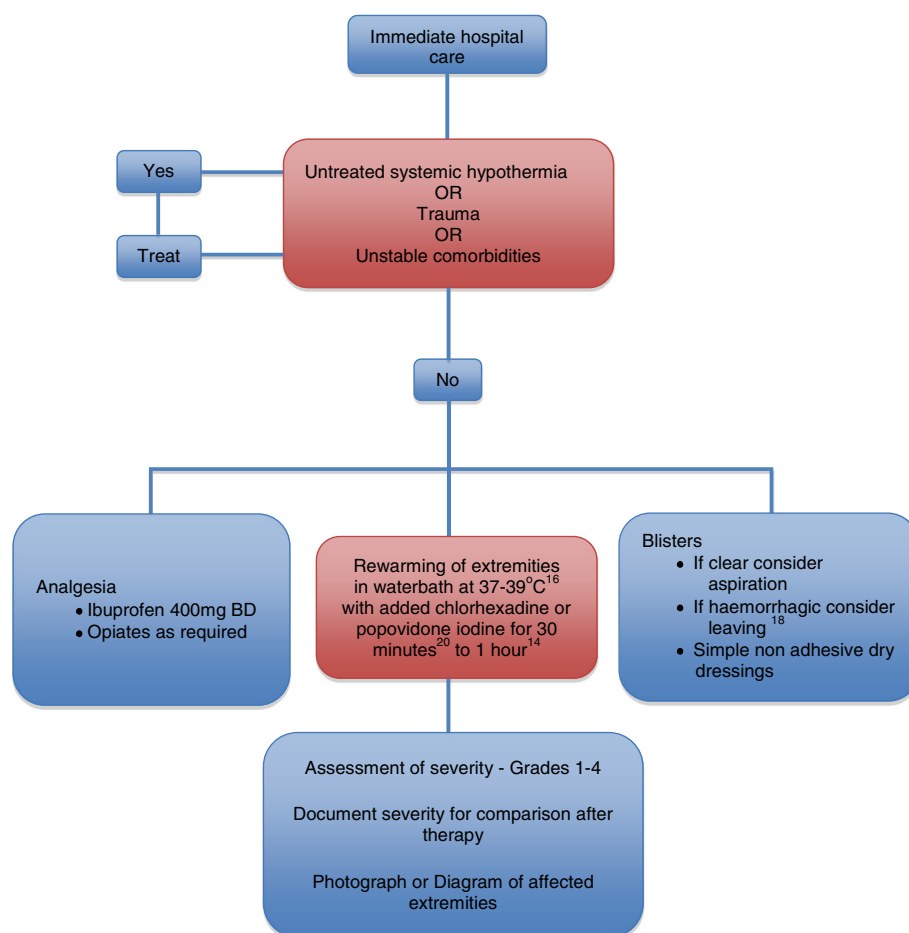 Immediate hospital
care
Untreated systemic hypothermia
OR
Trauma
OR
Unstable comorbidities
Yes
Treat
No
Analgesia
• Ibuprofen 400mg BD
• Opiates as required
Rewarming of extremities
in waterbath at 37-39°C16
with added chlorhexadine or
popovidone iodine for 30
minutes20 to 1 hour14
Blisters
• If clear consider
aspiration
• If haemorrhagic consider
leaving 18
• Simple non adhesive dry
dressings
Assessment of severity - Grades 1-4
Document severity for comparison after
therapy
Photograph or Diagram of affected
extremities